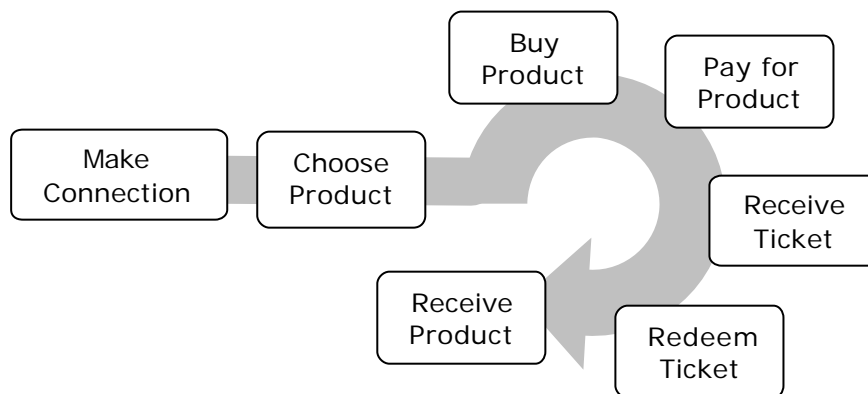 Make
Connection
Choose
Product
Buy
Product
Pay for
Product
Receive
Ticket
Redeem
Ticket
Receive
Product